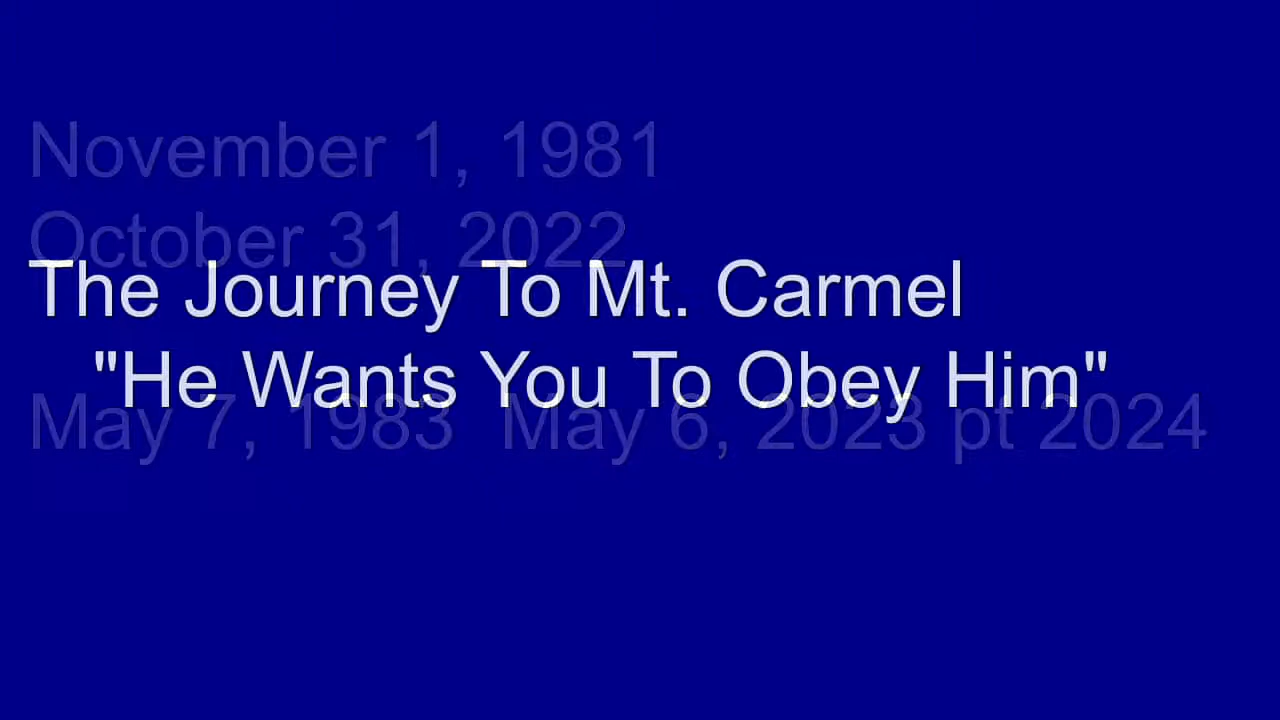 November 1, 1981
October 31, 2022
The Journey To Mt. Carmel
"He Wants You To Obey Him"
May 7, 1983 May 6, 2023 pt 2024